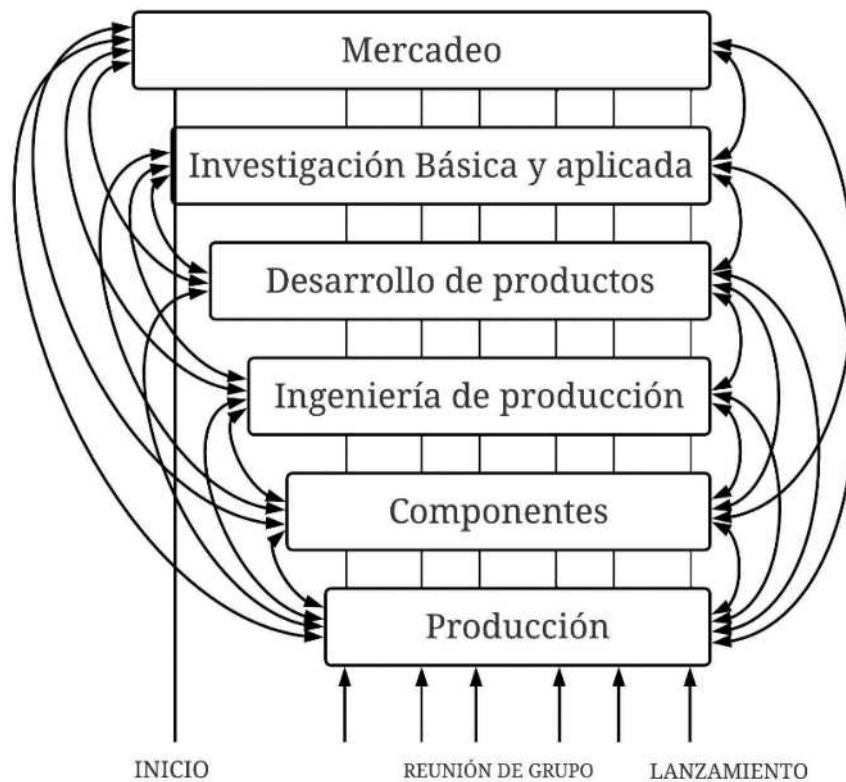 Mercadeo
Investigación Básica y aplicada
Desarrollo de productos
Ingeniería de producción
Componentes
Producción
INICIO
REUNIÓN DE GRUPO
LANZAMIENTO